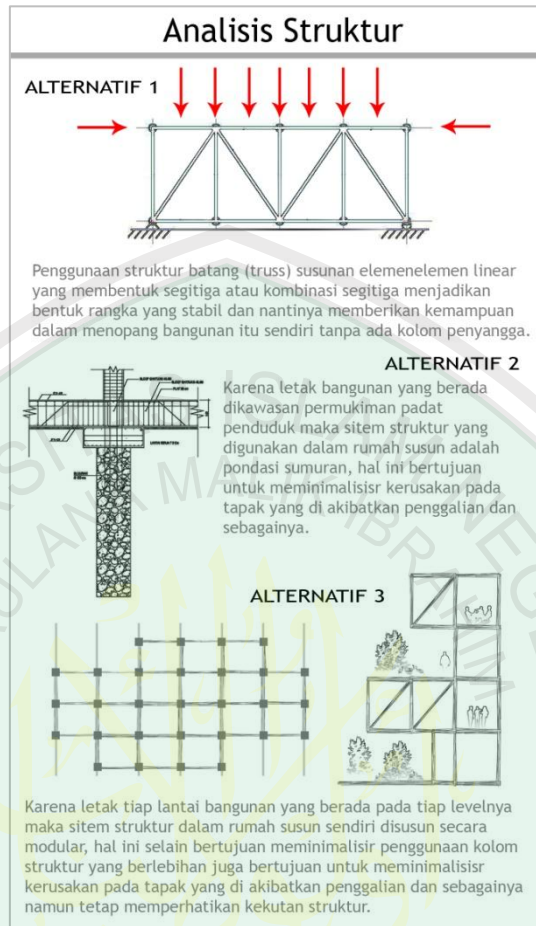 Analisis Struktur
ALTERNATIF 1
Penggunaan struktur batang (truss) susunan elemenelemen linear
yang membentuk segitiga atau kombinasi segitiga menjadikan
bentuk rangka yang stabil dan nantinya memberikan kemampuan
dalam menopang bangunan itu sendiri tanpa ada kolom penyangga.
ALTERNATIF 2
Karena letak bangunan yang berada
dikawasan permukiman padat
penduduk maka sitem struktur yang
digunakan dalam rumah susun adalah
pondasi sumuran, hal ini bertujuan
untuk meminimalisisr kerusakan pada
tapak yang di akibatkan penggalian dan
sebagainya.
ALTERNATIF 3
Karena letak tiap lantai bangunan yang berada pada tiap levelnya
maka sitem struktur dalam rumah susun sendiri disusun secara
modular, hal ini selain bertujuan meminimalisir penggunaan kolom
struktur yang berlebihan juga bertujuan untuk meminimalisisr
kerusakan pada tapak yang di akibatkan penggalian dan sebagainya
namun tetap memperhatikan kekutan struktur.
MAULANA MALIK IBRAHIM